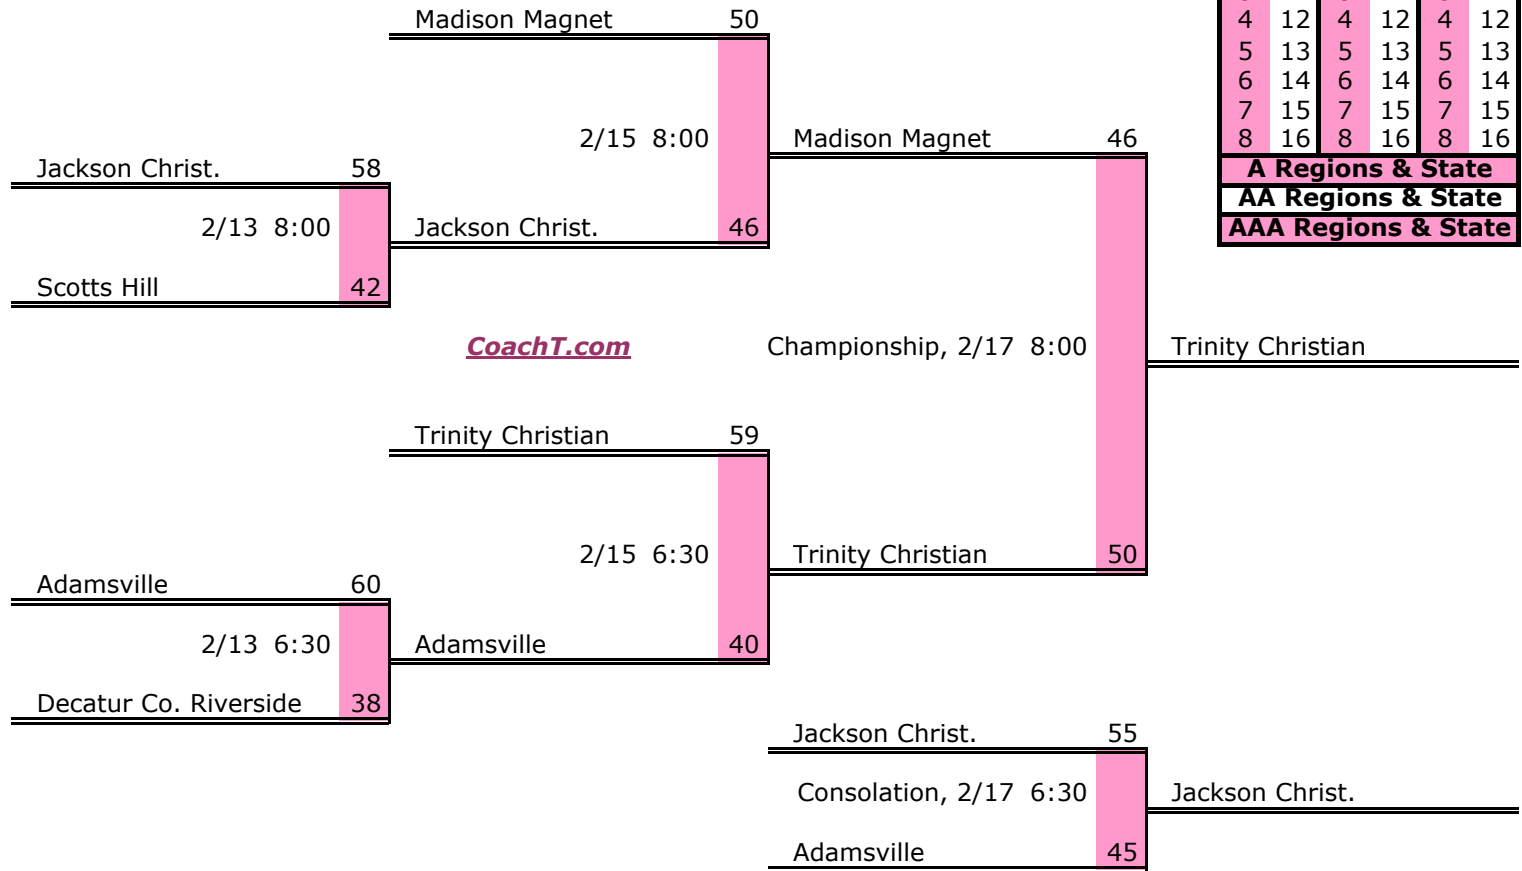 Madison Magnet 50
4 12 4 12 4 12
5 13 5 13 5 13
6 14 6 14 6 14
7 15 7 15 7 15
2/15 8:00 Madison Magnet 46
8 16 8 16 8 16
Jackson Christ. 58
A Regions & State
AA Regions & State
2/13 8:00 Jackson Christ. 46
AAA Regions & State
Scotts Hill 42
CoachT.com
Championship, 2/17 8:00 Trinity Christian
Trinity Christian 59
2/15 6:30 Trinity Christian 50
Adamsville 60
2/13 6:30 Adamsville 40
Decatur Co. Riverside 38
Jackson Christ. 55
Consolation, 2/17 6:30 Jackson Christ.
Adamsville 45